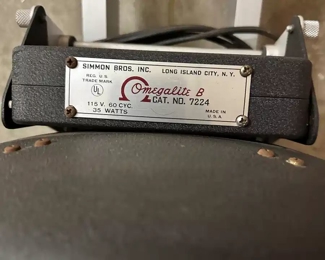 SIMMON BROS. INC. LONG ISLAND CITY, N. Y.
REG. U.S.
TRADE MARK
UL
Omegalite B
CAT. NO. 7224
115 V. 60 CYC.
35 WATTS
MADE IN
U.S.A.